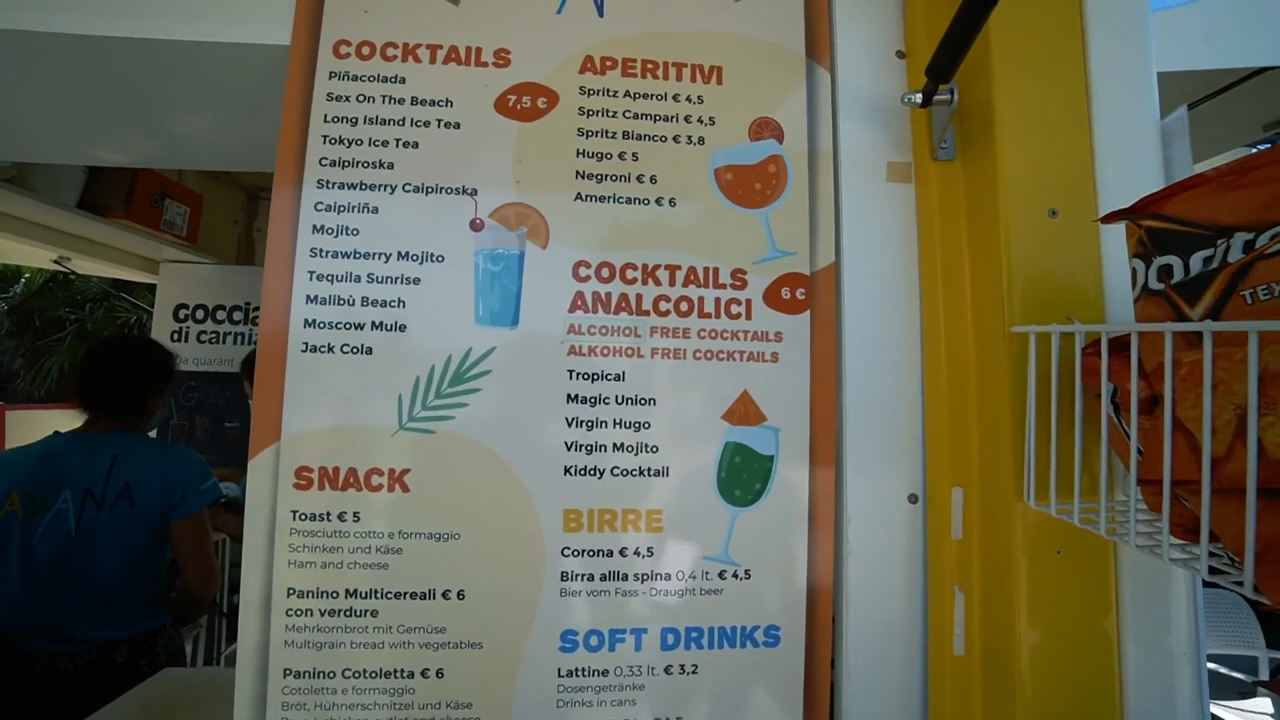 COCKTAILS
7,5 €
Piñacolada
Sex On The Beach
Long Island Ice Tea
Tokyo Ice Tea
Caipiroska
Strawberry Caipiroska
Caipiriña
Mojito
Strawberry Mojito
Tequila Sunrise
Malibù Beach
Moscow Mule
Jack Cola
SNACK
Toast € 5
Prosciutto cotto e formaggio
Schinken und Käse
Ham and cheese
Panino Multicereali € 6
con verdure
Mehrkornbrot mit Gemüse
Multigrain bread with vegetables
Panino Cotoletta € 6
Cotoletta e formaggio
Bröt, Hühnerschnitzel und Käse
APERITIVI
Spritz Aperol € 4,5
Spritz Campari € 4,5
Spritz Bianco € 3,8
Hugo € 5
Negroni € 6
Americano € 6
COCKTAILS
ANALCOLICI
6 €
ALCOHOL FREE COCKTAILS
ALKOHOL FREI COCKTAILS
Tropical
Magic Union
Virgin Hugo
Virgin Mojito
Kiddy Cocktail
BIRRE
Corona € 4,5
Birra allla spina 0,4 lt. € 4,5
Bier vom Fass - Draught beer
SOFT DRINKS
Lattine 0,33 lt. € 3,2
Dosengetränke
Drinks in cans
GOCCIA
di carnia
Da quarant
AVANA
Doritos
TEX